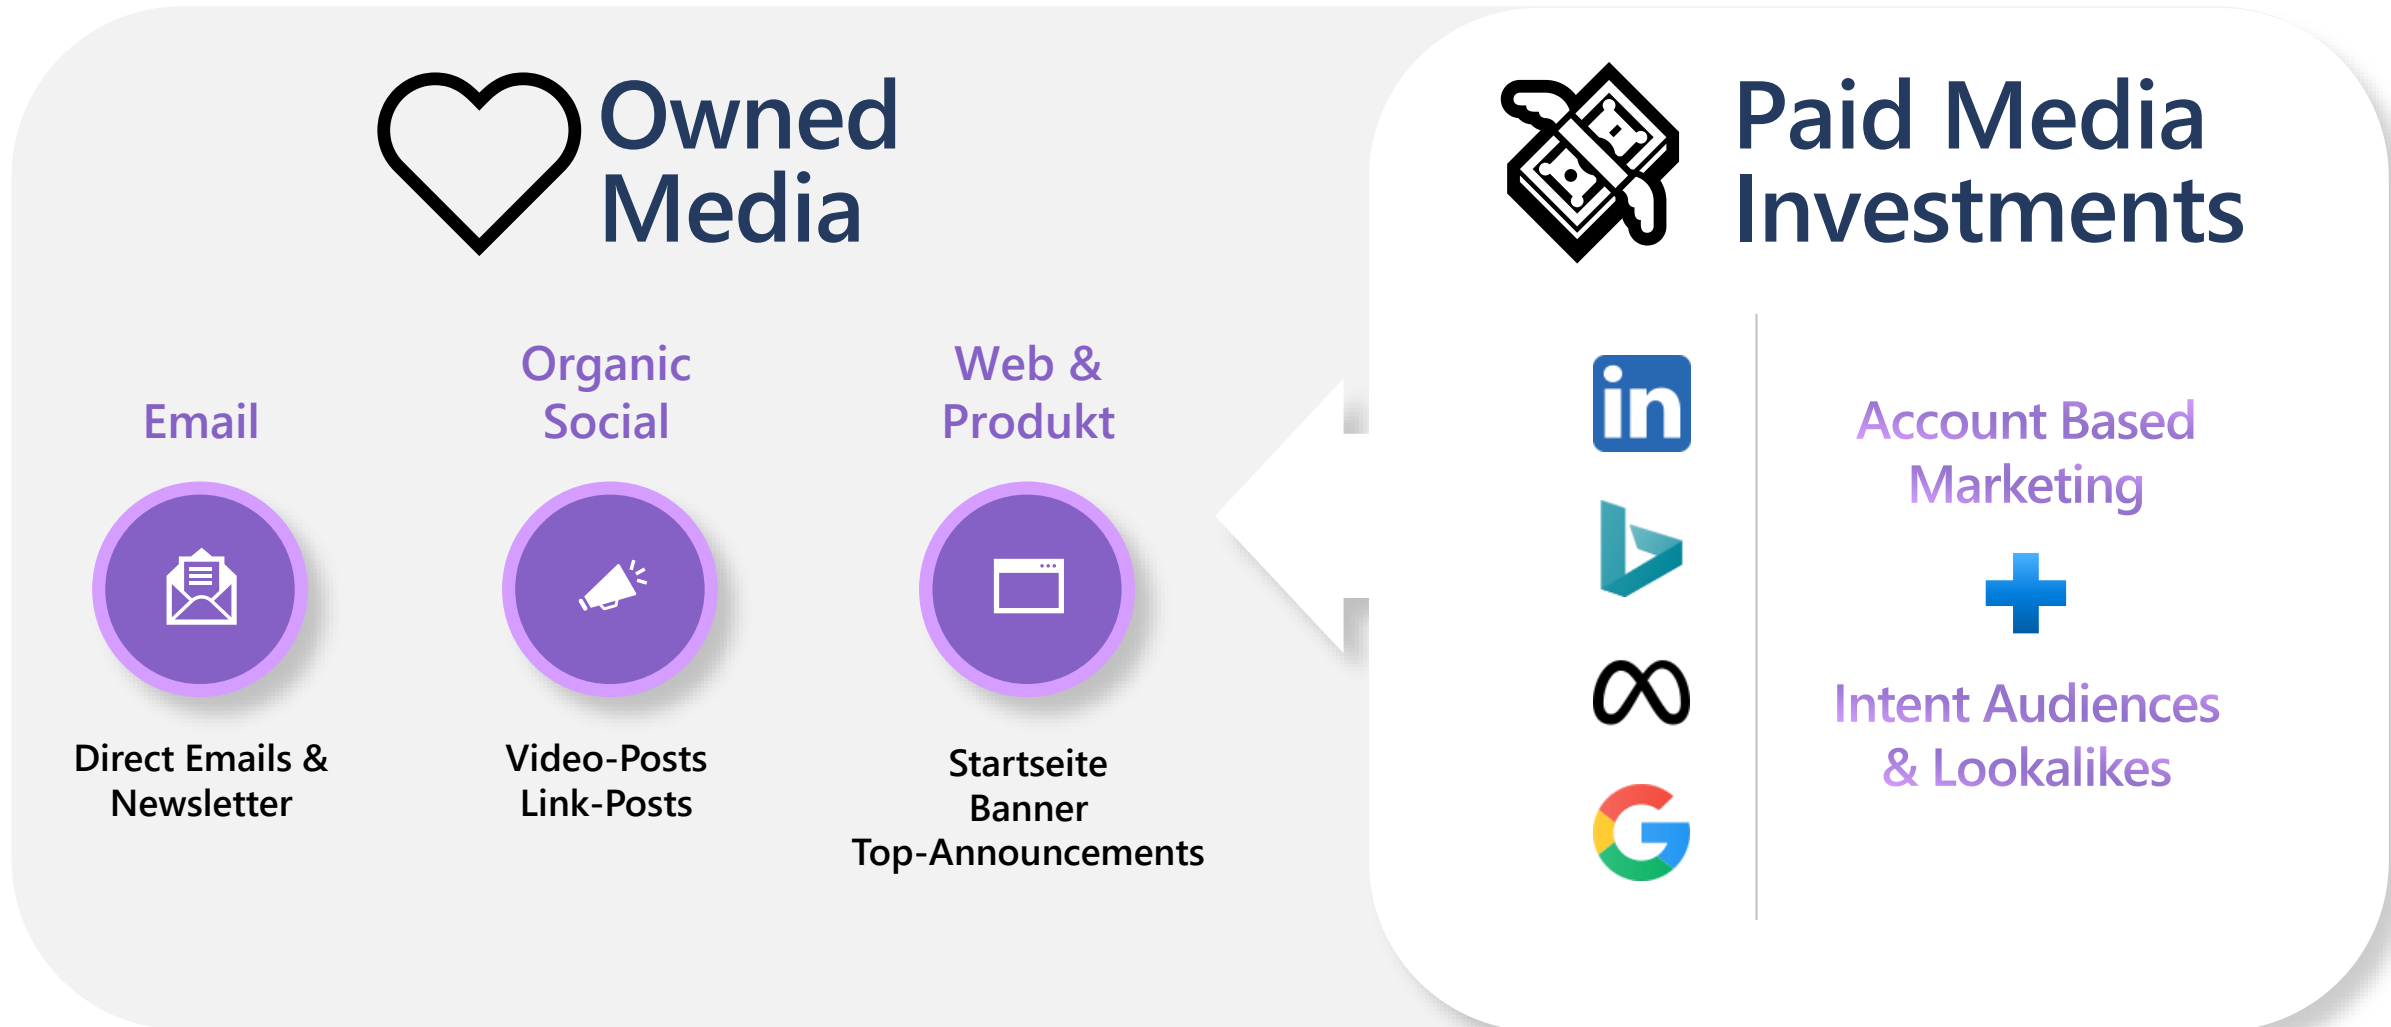 Owned
Media
Email
Direct Emails &
Newsletter
Organic
Social
Video-Posts
Link-Posts
Web &
Produkt
Startseite
Banner
Top-Announcements
Paid Media
Investments
in
Account Based
Marketing
Intent Audiences
& Lookalikes